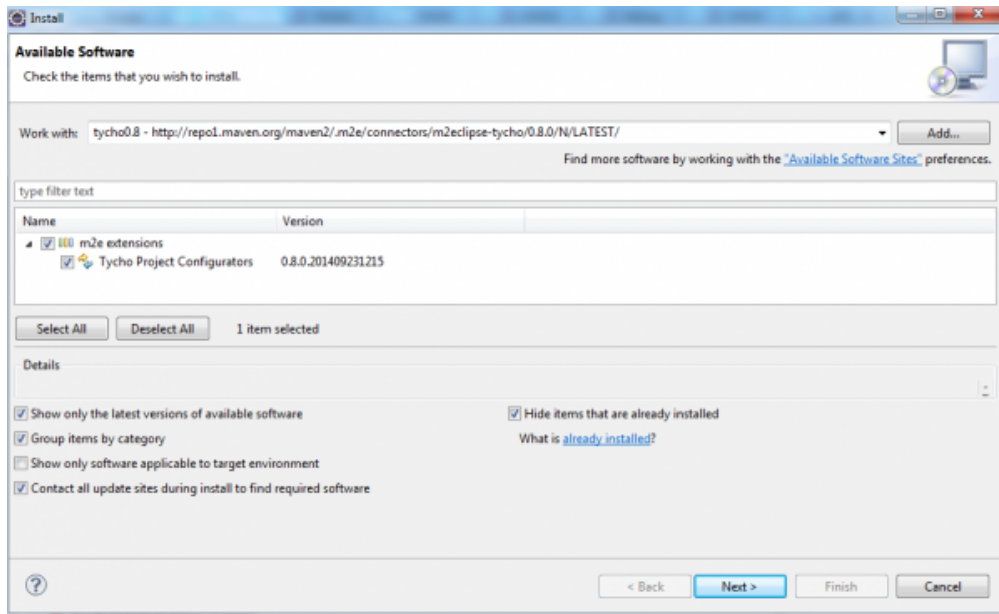 Install
Available Software
Check the items that you wish to install.
Work with: tycho0.8 - http://repo1.maven.org/maven2/.m2e/connectors/m2eclipse-tycho/0.8.0/N/LATEST/ Add...
Find more software by working with the "Available Software Sites" preferences.
type filter text
Name Version
m2e extensions
Tycho Project Configurators 0.8.0.201409231215
Select All Deselect All 1 item selected
Details
Show only the latest versions of available software Hide items that are already installed
Group items by category What is already installed?
Show only software applicable to target environment
Contact all update sites during install to find required software
? < Back Next > Finish Cancel